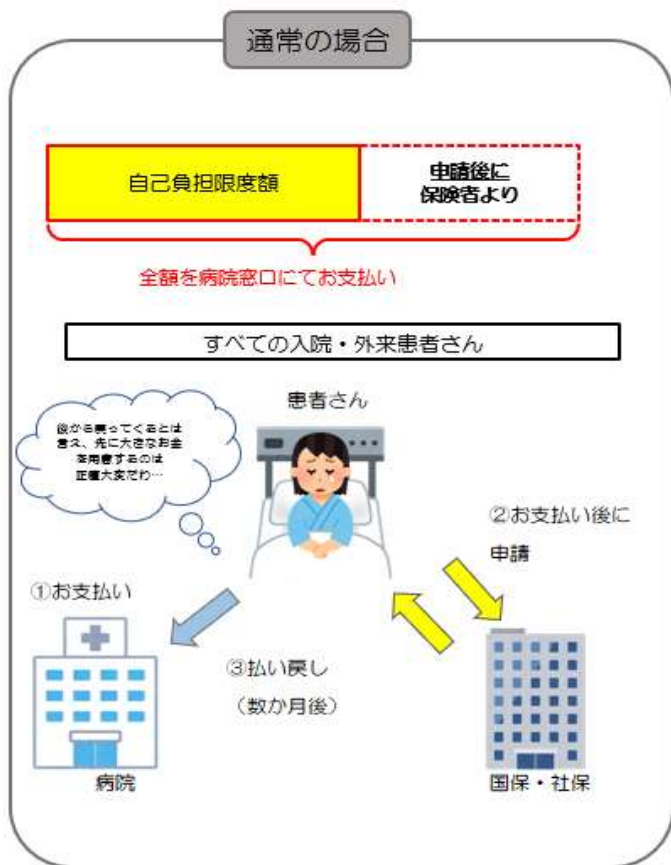 通常の場合
自己負担限度額
申請後に
保険者より
全額を病院窓口にてお支払い
すべての入院・外来患者さん
患者さん
後から戻ってくるとは
言え、先に大きなお金
を用意するのは
正直大変だわ…
②お支払い後に
申請
①お支払い
③払い戻し
（数か月後）
病院
国保・社保